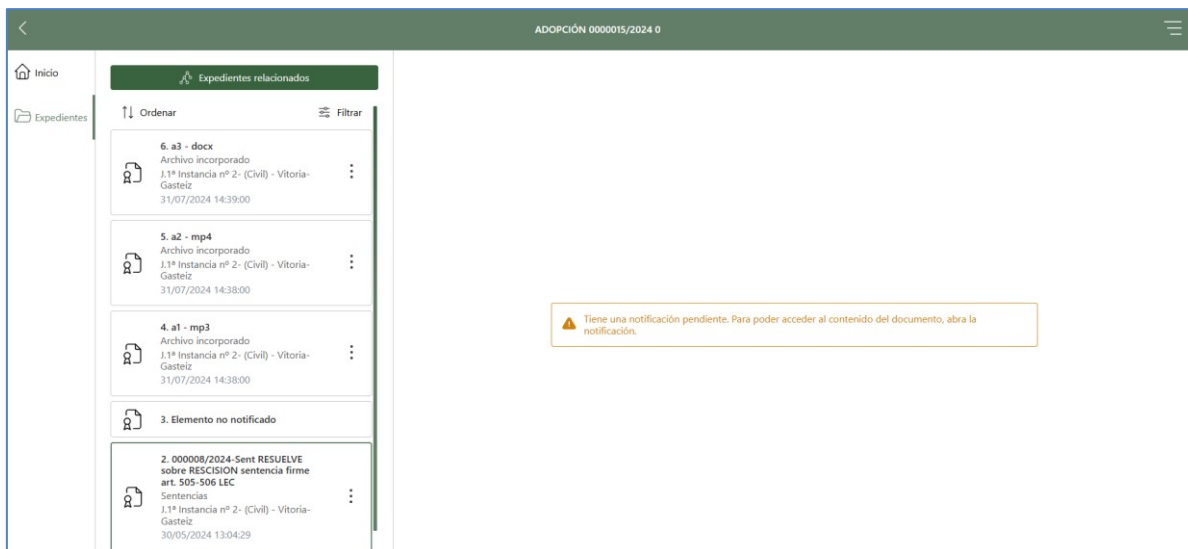 ADOPCIÓN 0000015/2024 0
Inicio
Expedientes
Expedientes relacionados
Ordenar
Filtrar
6. a3 - docx
Archivo incorporado
J.1ª Instancia nº 2- (Civil) - Vitoria-
Gasteiz
31/07/2024 14:39:00
5. a2 - mp4
Archivo incorporado
J.1ª Instancia nº 2- (Civil) - Vitoria-
Gasteiz
31/07/2024 14:38:00
4. a1 - mp3
Archivo incorporado
J.1ª Instancia nº 2- (Civil) - Vitoria-
Gasteiz
31/07/2024 14:38:00
3. Elemento no notificado
2. 000008/2024-Sent RESUELVE
sobre RESCISION sentencia firme
art. 505-506 LEC
Sentencias
J.1ª Instancia nº 2- (Civil) - Vitoria-
Gasteiz
30/05/2024 13:04:29
Tiene una notificación pendiente. Para poder acceder al contenido del documento, abra la
notificación.